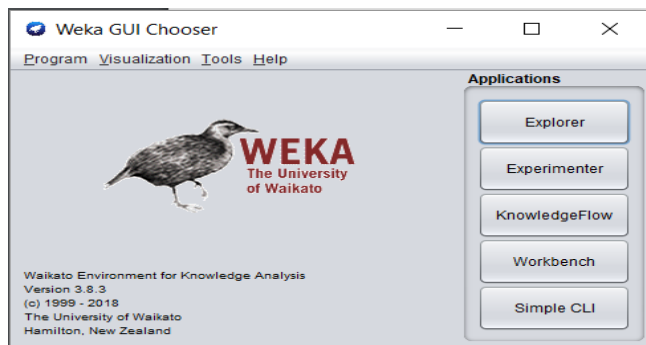 Weka GUI Chooser
Program Visualization Tools Help
Applications
Explorer
Experimenter
KnowledgeFlow
Workbench
Simple CLI
WEKA
The University
of Waikato
Waikato Environment for Knowledge Analysis
Version 3.8.3
(c) 1999 - 2018
The University of Waikato
Hamilton, New Zealand